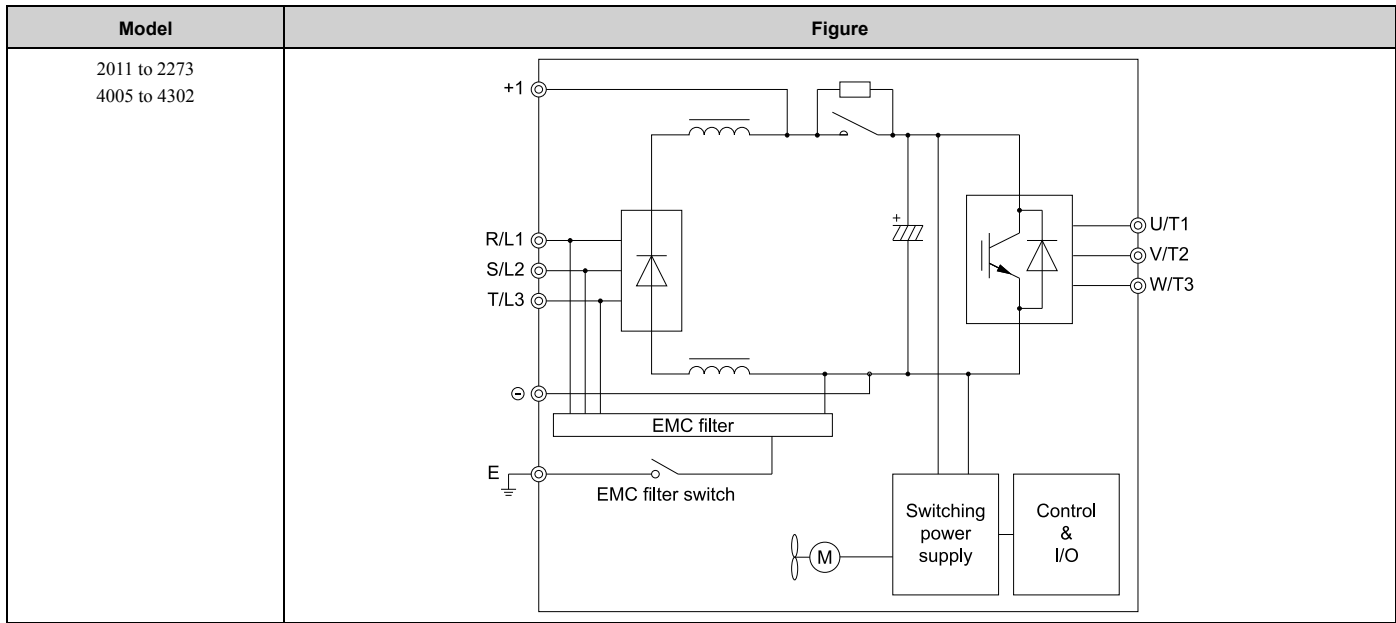 Model
Figure
2011 to 2273
4005 to 4302
+1
R/L1
S/L2
T/L3
⊖
E
+
EMC filter
EMC filter switch
U/T1
V/T2
W/T3
M
Switching
power
supply
Control
&
I/O